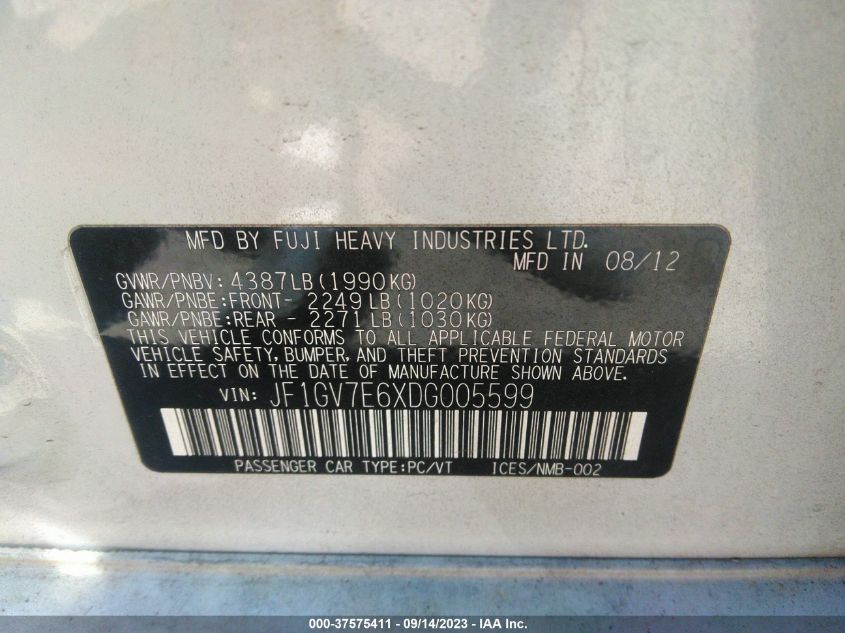 MFD BY FUJI HEAVY INDUSTRIES LTD.
MFD IN 08/12
GVWR/PNBV: 4387LB(1990KG)
GAWR/PNBE:FRONT- 2249LB(1020KG)
GAWR/PNBE:REAR - 2271LB(1030KG)
THIS VEHICLE CONFORMS TO ALL APPLICABLE FEDERAL MOTOR
VEHICLE SAFETY, BUMPER, AND THEFT PREVENTION STANDARDS
IN EFFECT ON THE DATE OF MANUFACTURE SHOWN ABOVE.
VIN: JF1GV7E6XDG005599
PASSENGER CAR TYPE:PC/VT ICES/NMB-002
000-37575411 - 09/14/2023 - IAA Inc.